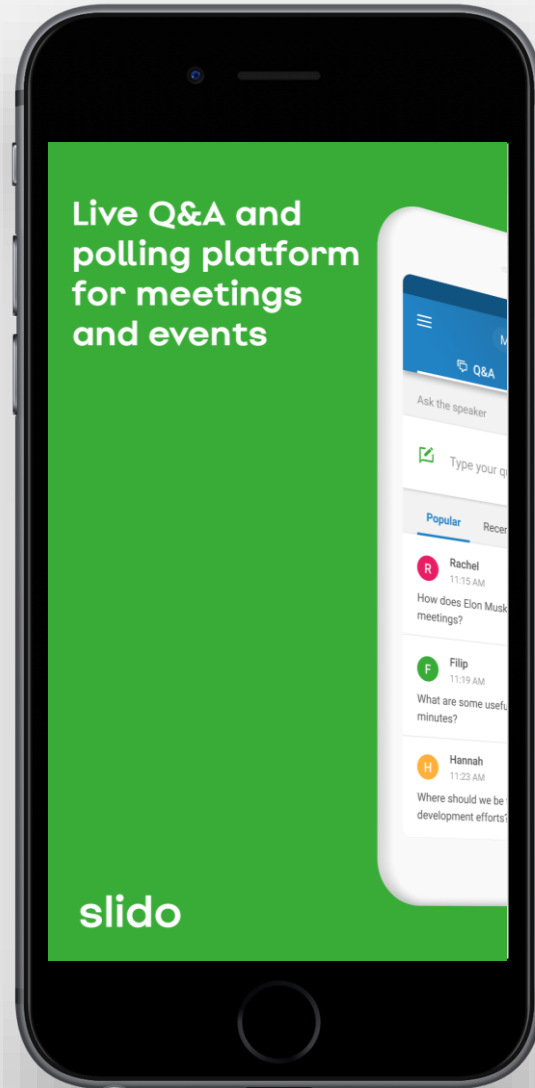 Live Q&A and
polling platform
for meetings
and events
Q&A
Ask the speaker
Type your
Popular
R Rachel
11:15 AM
How does Elon Musk
meetings?
F Filip
11:19 AM
What are some
minutes?
H Hannah
11:23 AM
Where should we be
development efforts?
slido